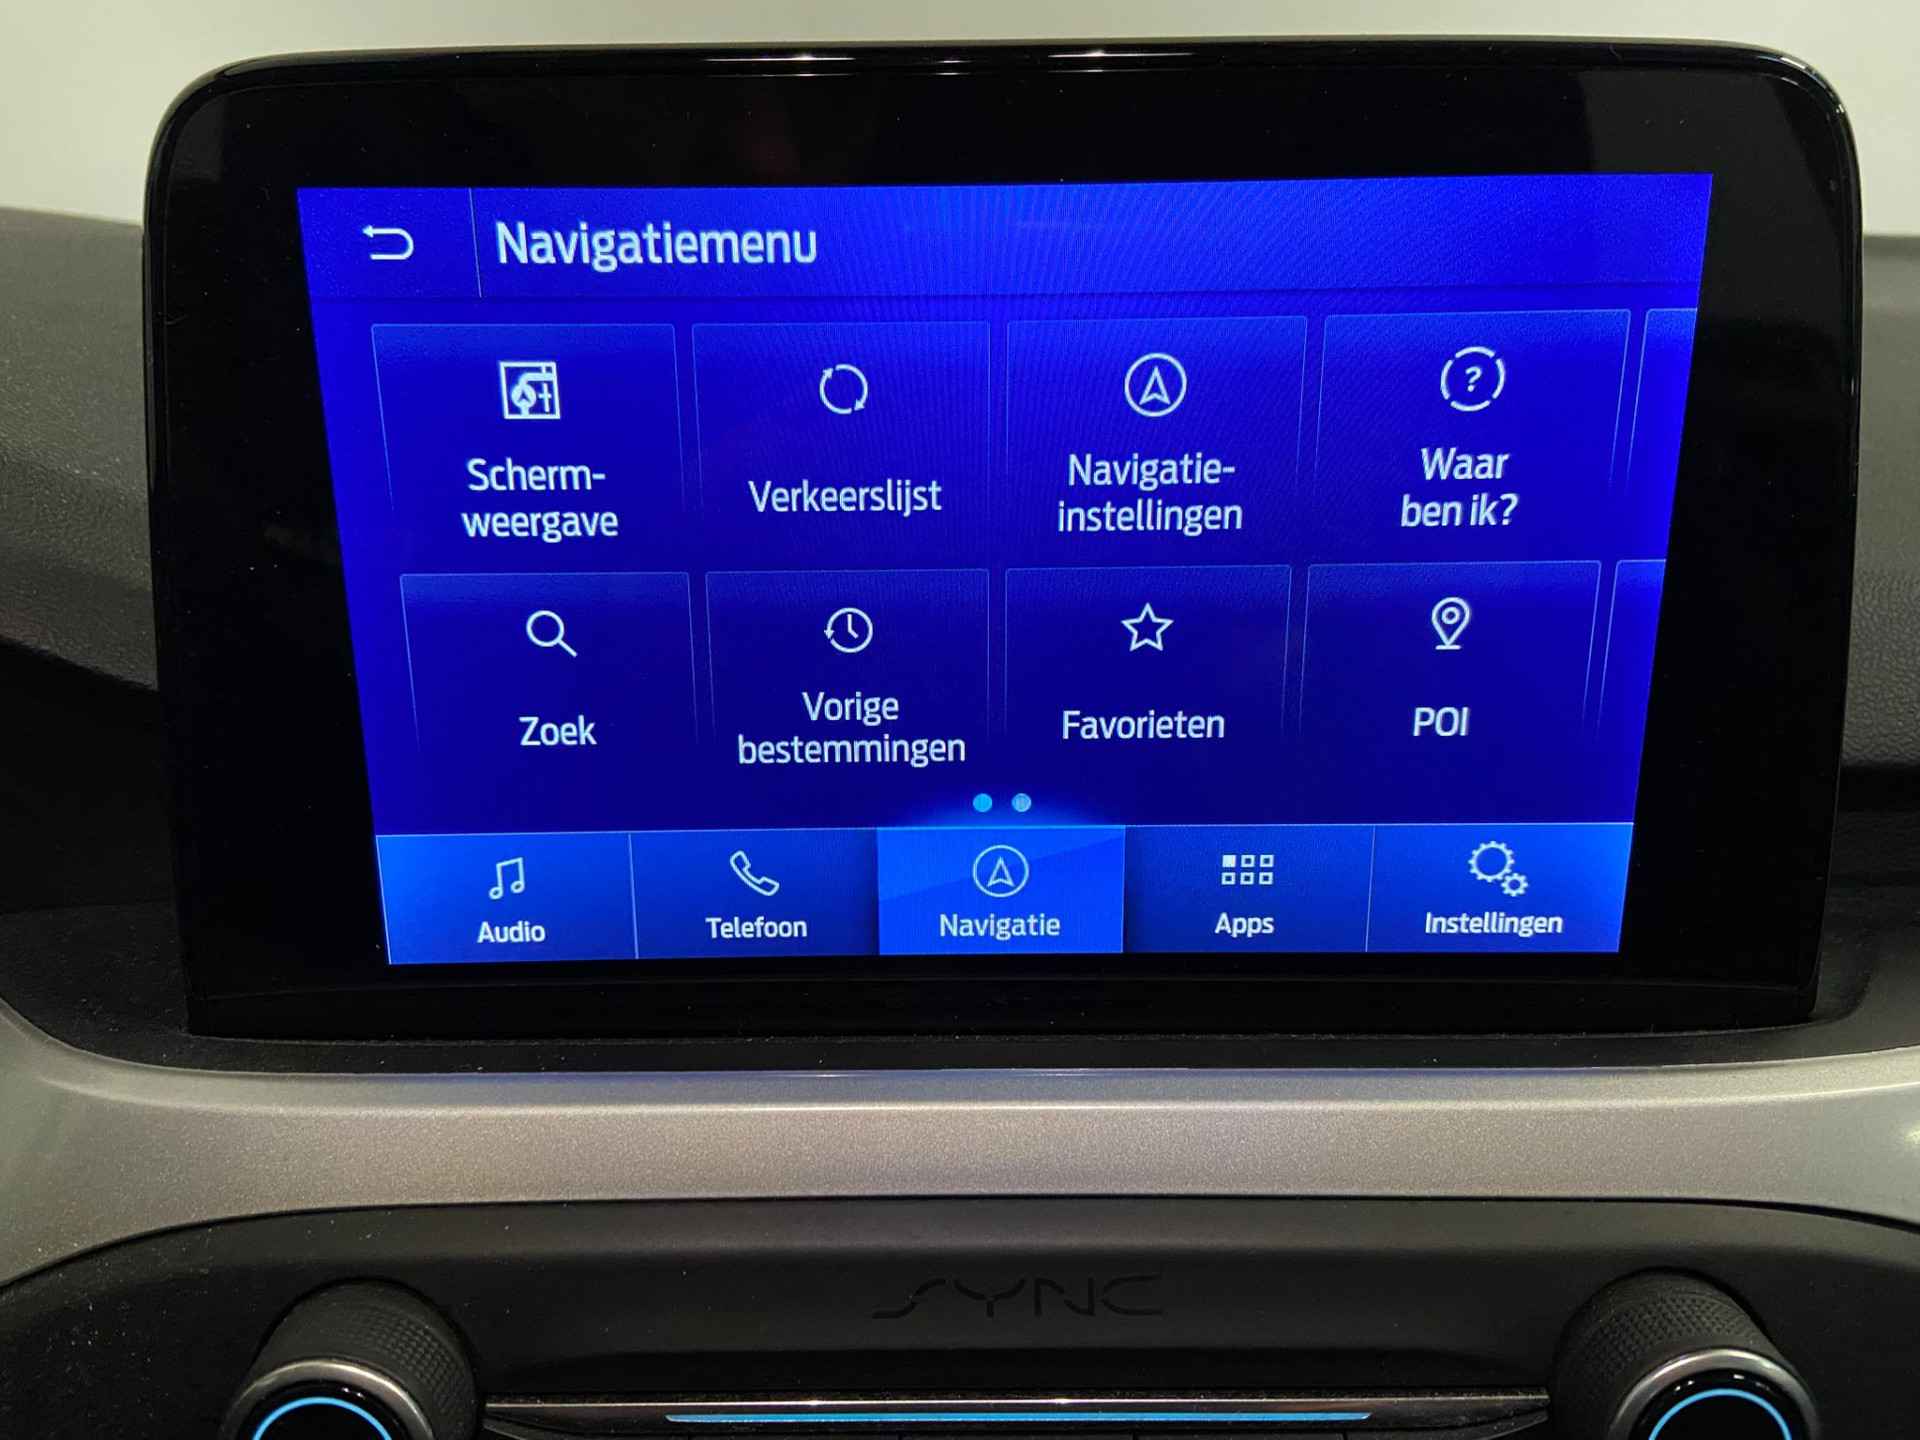 Navigatiemenu
Scherm-
weergave
Verkeerslijst
Navigatie-
instellingen
Waar
ben ik?
Zoek
Vorige
bestemmingen
Favorieten
POI
Audio
Telefoon
Navigatie
Apps
Instellingen
SYNC